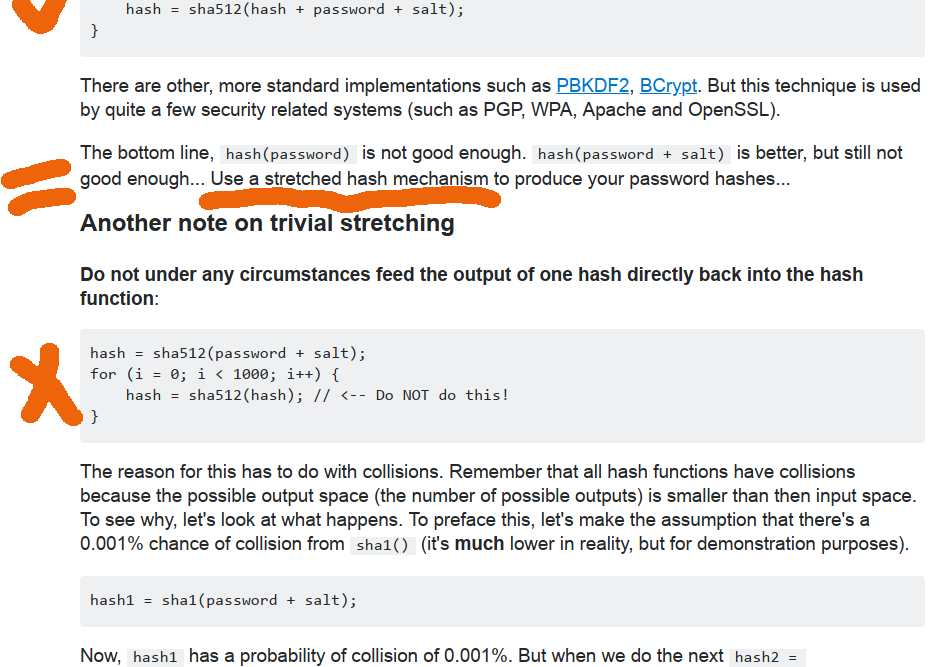 hash = sha512(hash + password + salt);
}
There are other, more standard implementations such as PBKDF2, BCrypt. But this technique is used
by quite a few security related systems (such as PGP, WPA, Apache and OpenSSL).
The bottom line, hash(password) is not good enough. hash(password + salt) is better, but still not
good enough... Use a stretched hash mechanism to produce your password hashes...
Another note on trivial stretching
Do not under any circumstances feed the output of one hash directly back into the hash
function:
hash = sha512(password + salt);
for (i = 0; i < 1000; i++) {
    hash = sha512(hash); // <-- Do NOT do this!
}
The reason for this has to do with collisions. Remember that all hash functions have collisions
because the possible output space (the number of possible outputs) is smaller than then input space.
To see why, let's look at what happens. To preface this, let's make the assumption that there's a
0.001% chance of collision from sha1() (it's much lower in reality, but for demonstration purposes).
hash1 = sha1(password + salt);
Now, hash1 has a probability of collision of 0.001%. But when we do the next hash2 =